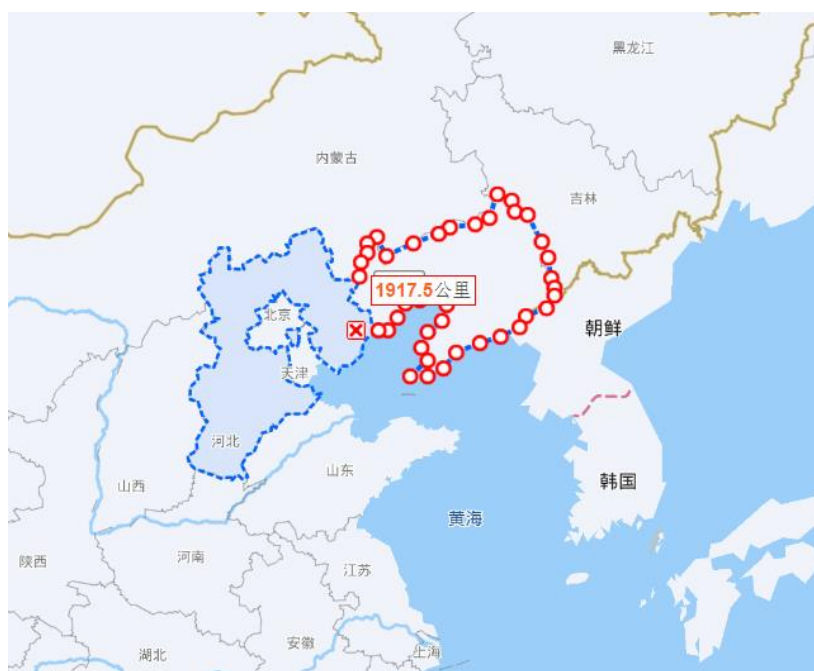 黑龙江
内蒙古
吉林
1917.5公里
北京
朝鲜
天津
河北
山东
山西
韩国
黄海
陕西
河南
江苏
安徽
湖北
上海